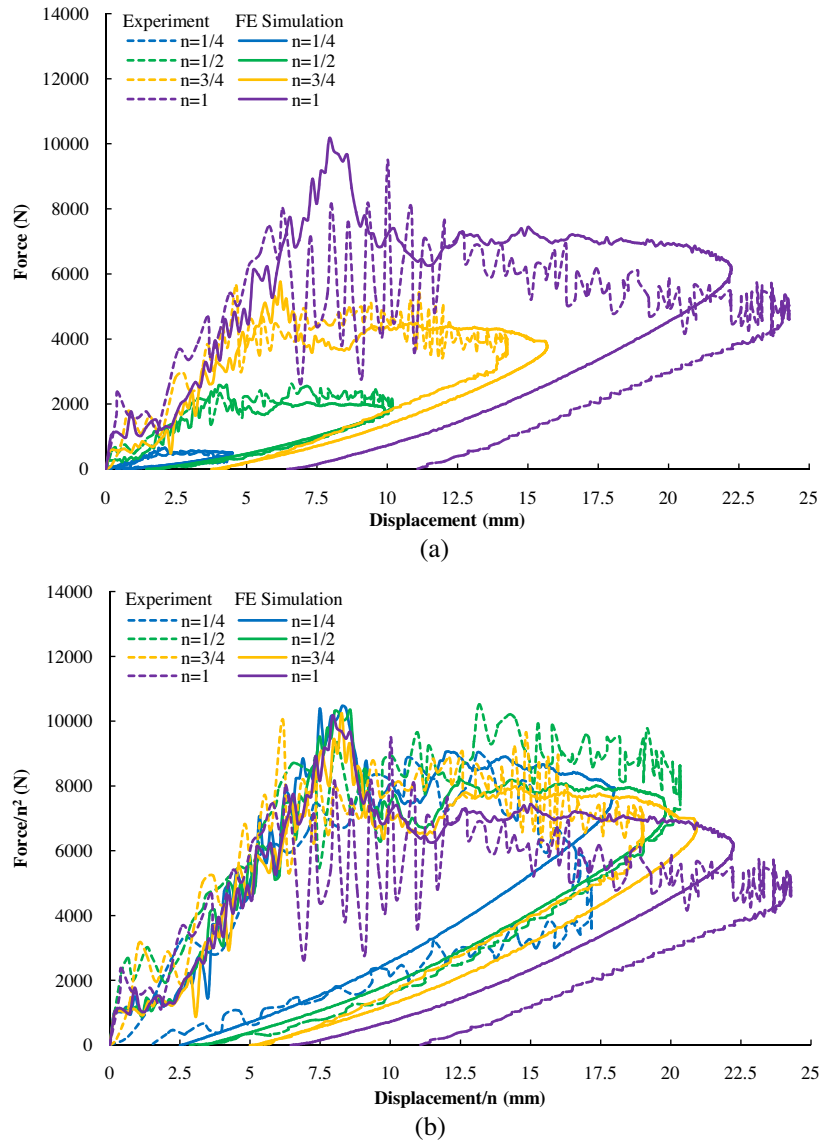 Experiment FE Simulation
n=1/4 n=1/4
n=1/2 n=1/2
n=3/4 n=3/4
n=1 n=1
14000
12000
10000
8000
6000
4000
2000
0
Force (N)
0 2.5 5 7.5 10 12.5 15 17.5 20 22.5 25
Displacement (mm)
(a)
Experiment FE Simulation
n=1/4 n=1/4
n=1/2 n=1/2
n=3/4 n=3/4
n=1 n=1
14000
12000
10000
8000
6000
4000
2000
0
Force/n² (N)
0 2.5 5 7.5 10 12.5 15 17.5 20 22.5 25
Displacement/n (mm)
(b)